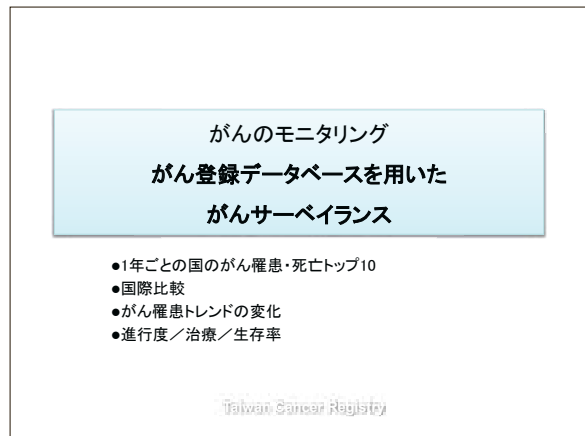 がんのモニタリング
がん登録データベースを用いた
がんサーベイランス
●1年ごとの国のがん罹患・死亡トップ10
●国際比較
●がん罹患トレンドの変化
●進行度／治療／生存率
Taiwan Cancer Registry